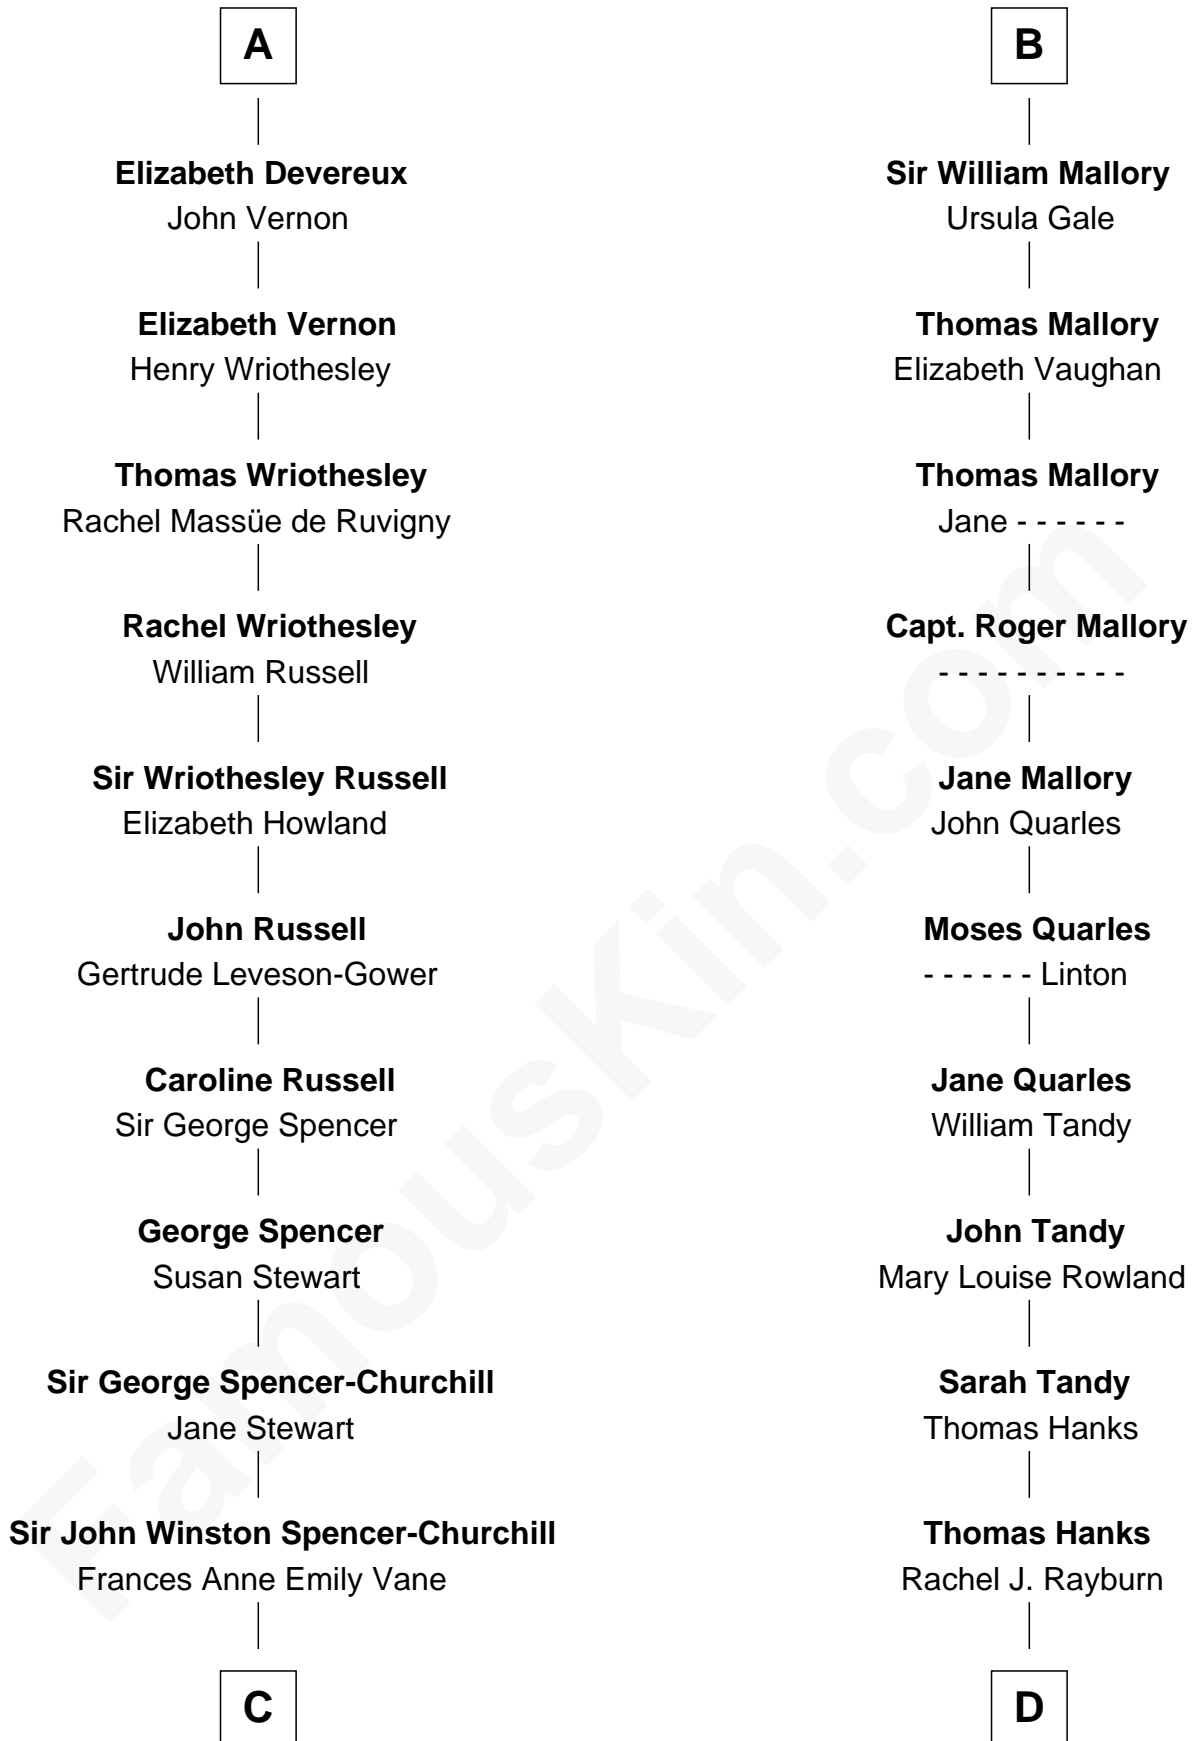 A
Elizabeth Devereux
John Vernon
Elizabeth Vernon
Henry Wriothesley
Thomas Wriothesley
Rachel Massüe de Ruvigny
Rachel Wriothesley
William Russell
Sir Wriothesley Russell
Elizabeth Howland
John Russell
Gertrude Leveson-Gower
Caroline Russell
Sir George Spencer
George Spencer
Susan Stewart
Sir George Spencer-Churchill
Jane Stewart
Sir John Winston Spencer-Churchill
Frances Anne Emily Vane
C
B
Sir William Mallory
Ursula Gale
Thomas Mallory
Elizabeth Vaughan
Thomas Mallory
Jane - - - - - -
Capt. Roger Mallory
- - - - - - - - - -
Jane Mallory
John Quarles
Moses Quarles
- - - - - - Linton
Jane Quarles
William Tandy
John Tandy
Mary Louise Rowland
Sarah Tandy
Thomas Hanks
Thomas Hanks
Rachel J. Rayburn
D
FamousKin.com